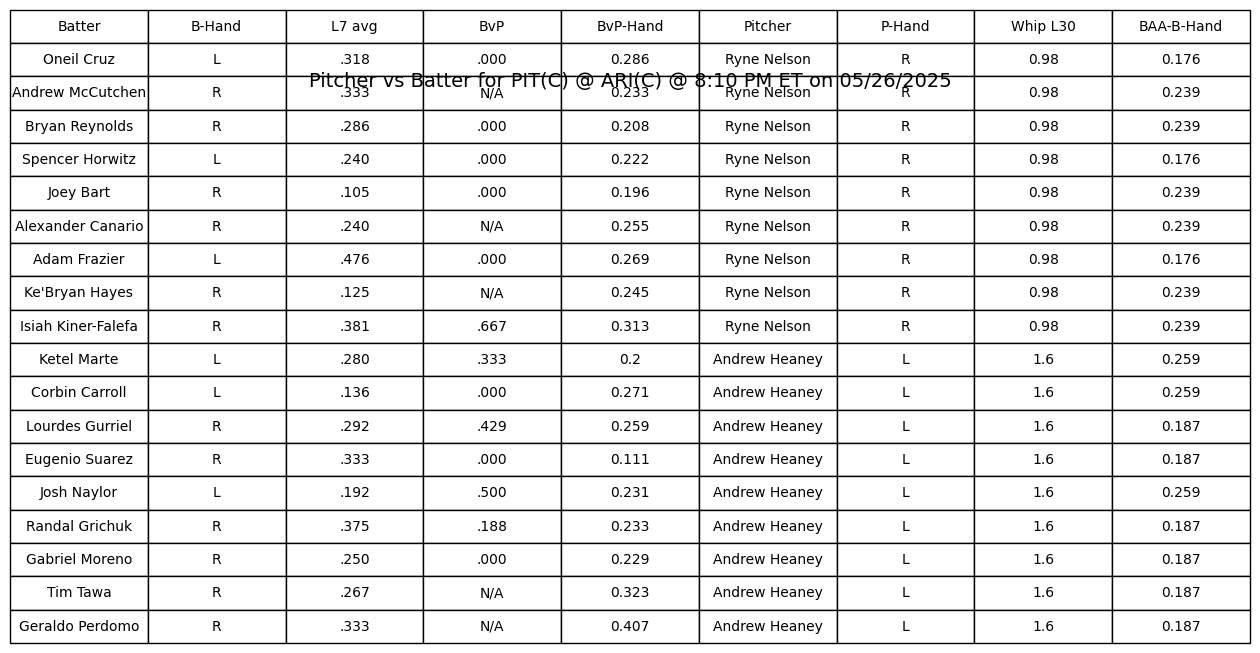 Batter B-Hand L7 avg BvP BvP-Hand Pitcher P-Hand Whip L30 BAA-B-Hand
Oneil Cruz L .318 .000 0.286 Ryne Nelson R 0.98 0.176
Pitcher vs Batter for PIT(C) @ ARI(C) @ 8:10 PM ET on 05/26/2025
Andrew McCutchen R .333 N/A 0.233 Ryne Nelson R 0.98 0.239
Bryan Reynolds R .286 .000 0.208 Ryne Nelson R 0.98 0.239
Spencer Horwitz L .240 .000 0.222 Ryne Nelson R 0.98 0.176
Joey Bart R .105 .000 0.196 Ryne Nelson R 0.98 0.239
Alexander Canario R .240 N/A 0.255 Ryne Nelson R 0.98 0.239
Adam Frazier L .476 .000 0.269 Ryne Nelson R 0.98 0.176
Ke'Bryan Hayes R .125 N/A 0.245 Ryne Nelson R 0.98 0.239
Isiah Kiner-Falefa R .381 .667 0.313 Ryne Nelson R 0.98 0.239
Ketel Marte L .280 .333 0.2 Andrew Heaney L 1.6 0.259
Corbin Carroll L .136 .000 0.271 Andrew Heaney L 1.6 0.259
Lourdes Gurriel R .292 .429 0.259 Andrew Heaney L 1.6 0.187
Eugenio Suarez R .333 .000 0.111 Andrew Heaney L 1.6 0.187
Josh Naylor L .192 .500 0.231 Andrew Heaney L 1.6 0.259
Randal Grichuk R .375 .188 0.233 Andrew Heaney L 1.6 0.187
Gabriel Moreno R .250 .000 0.229 Andrew Heaney L 1.6 0.187
Tim Tawa R .267 N/A 0.323 Andrew Heaney L 1.6 0.187
Geraldo Perdomo R .333 N/A 0.407 Andrew Heaney L 1.6 0.187